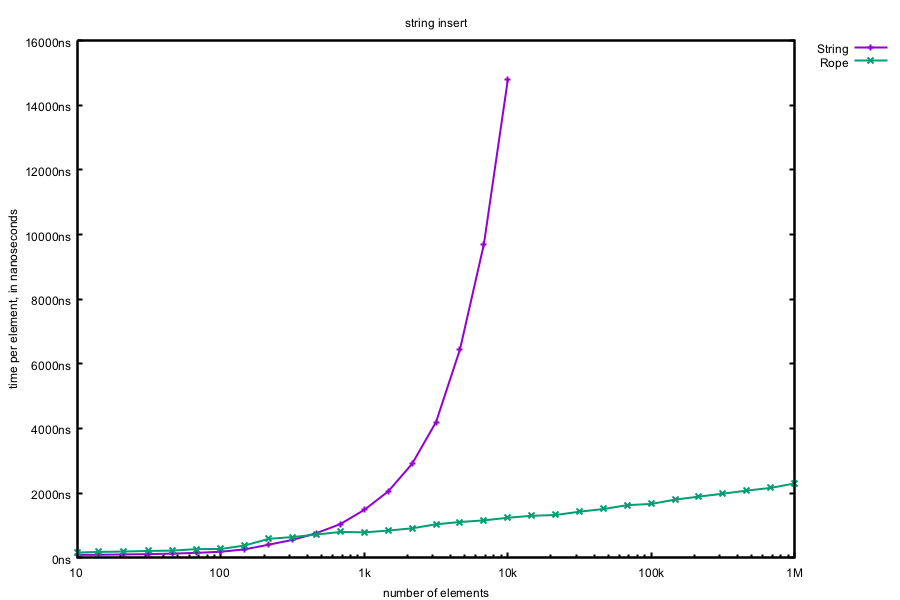 string insert
16000ns
14000ns
12000ns
10000ns
8000ns
6000ns
4000ns
2000ns
0ns
time per element, in nanoseconds
10
100
1k
10k
100k
1M
number of elements
String
Rope